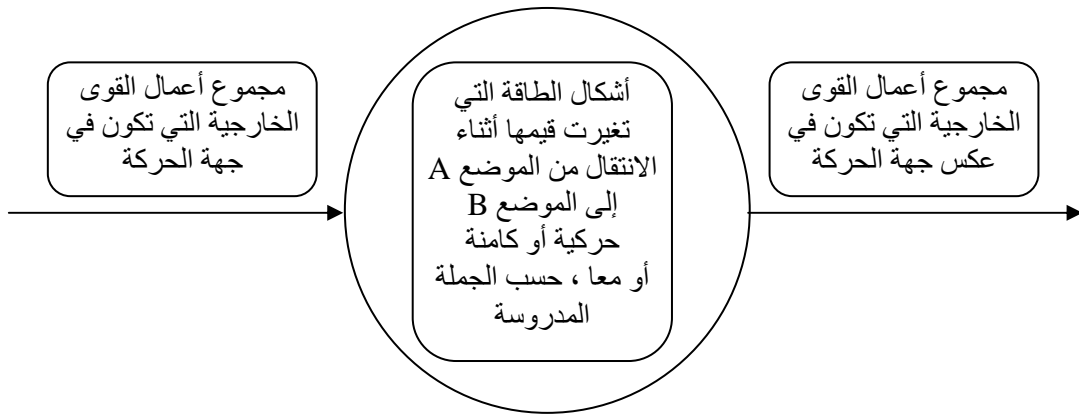 مجموع أعمال القوى
الخارجية التي تكون في
عكس جهة الحركة
أشكال الطاقة التي
تغيرت قيمها أثناء
الانتقال من الموضع A
إلى الموضع B
حركية أو كامنة
أو معا ، حسب الجملة
المدروسة
مجموع أعمال القوى
الخارجية التي تكون في
جهة الحركة